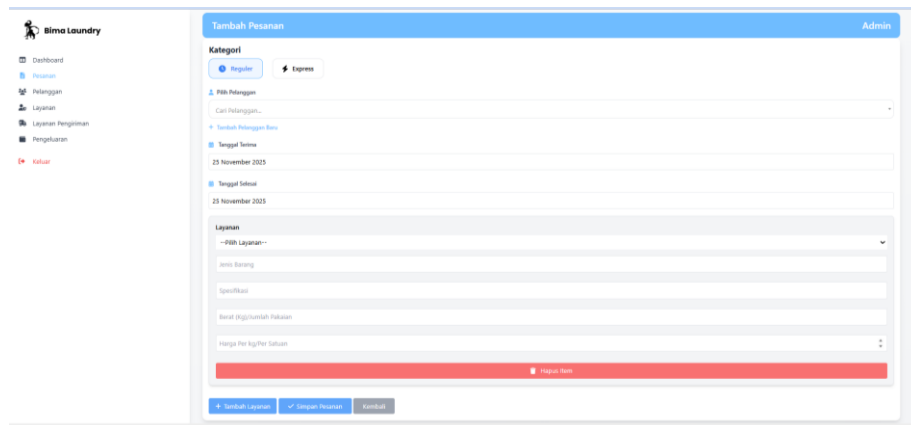 Bima Laundry
Dashboard
Pesanan
Pelanggan
Layanan
Layanan Pengiriman
Pengeluaran
Keluar
Tambah Pesanan
Admin
Kategori
Reguler
Express
Pilih Pelanggan
Cari Pelanggan...
+ Tambah Pelanggan Baru
Tanggal Terima
25 November 2025
Tanggal Selesai
25 November 2025
Layanan
--Pilih Layanan--
Jenis Barang
Spesifikasi
Berat (Kg)/Jumlah Pakaian
Harga Per kg/Per Satuan
Hapus Item
+ Tambah Layanan
Simpan Pesanan
Kembali